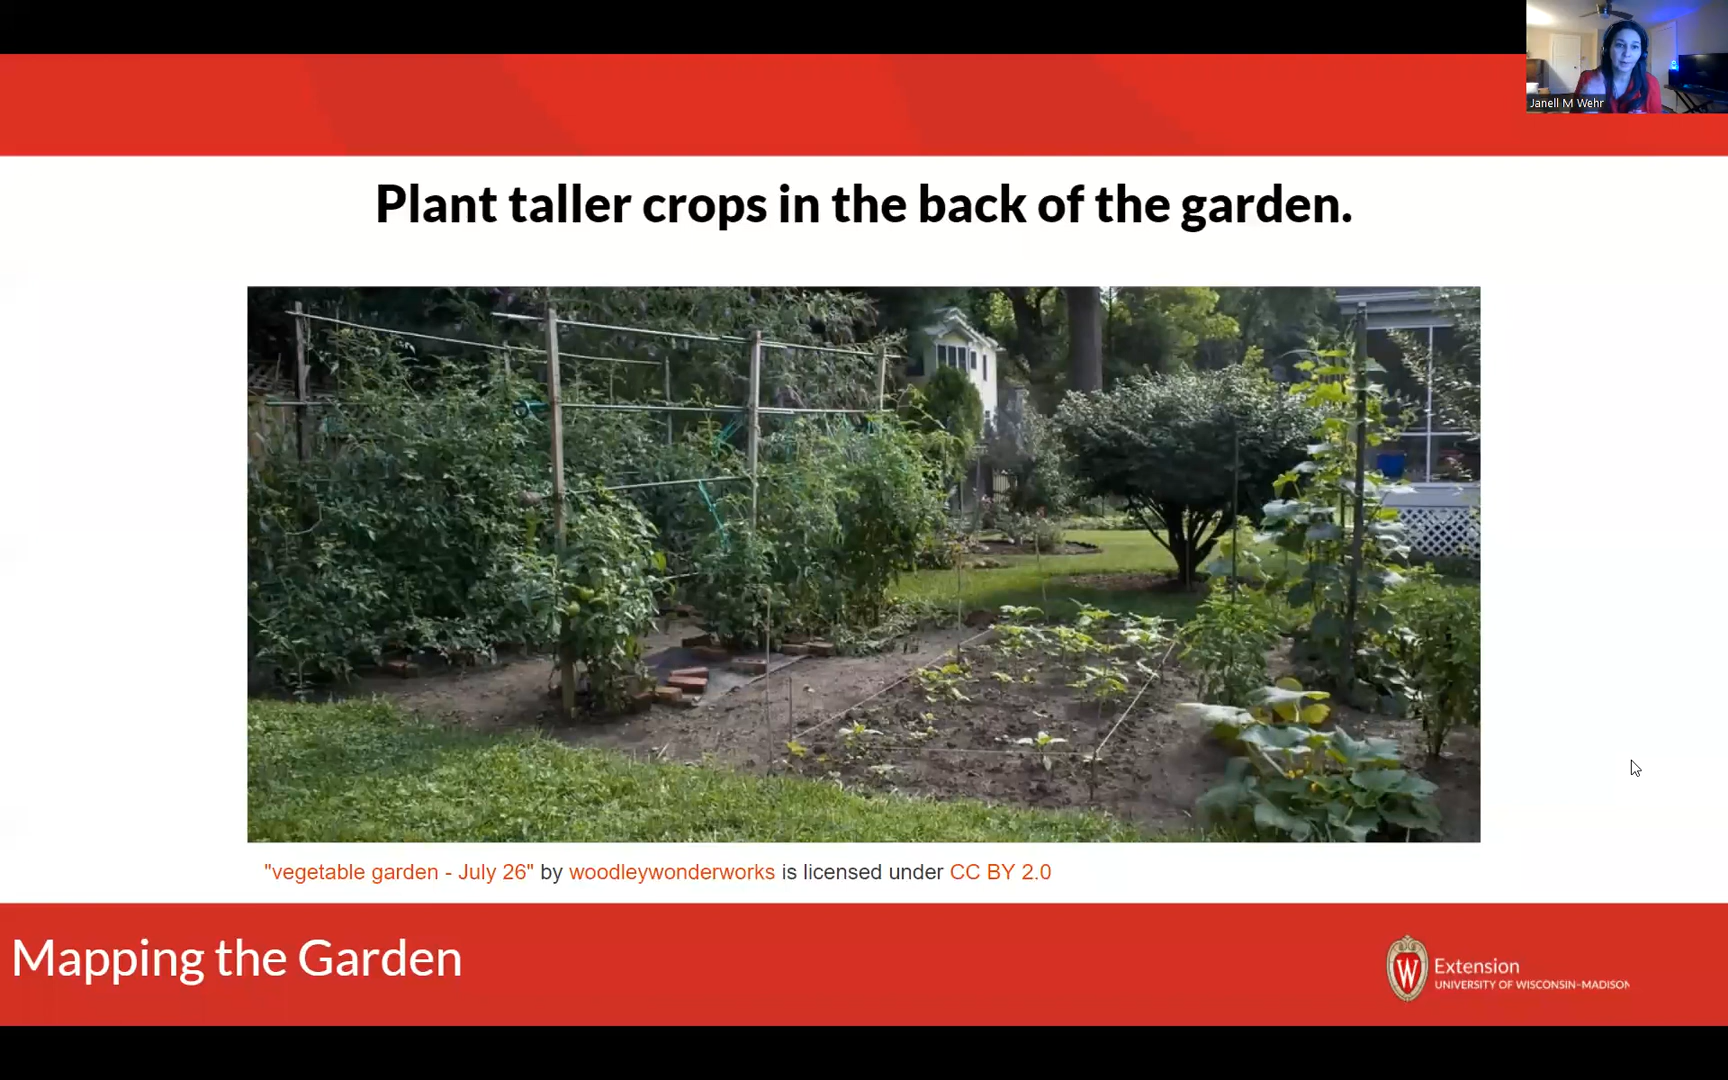 Janell M Wehr
Plant taller crops in the back of the garden.
"vegetable garden - July 26" by woodleywonderworks is licensed under CC BY 2.0
Mapping the Garden
W
Extension
UNIVERSITY OF WISCONSIN–MADISON